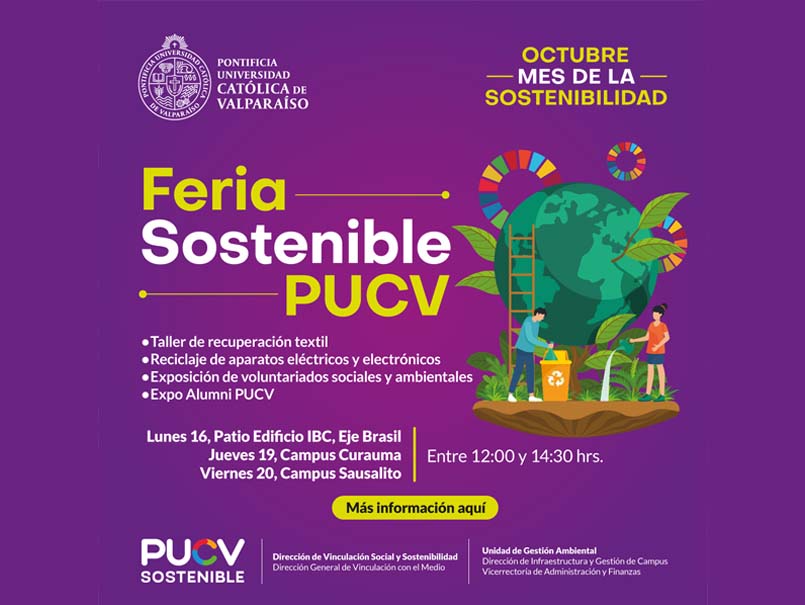 PONTIFICIA
UNIVERSIDAD
CATÓLICA DE
VALPARAÍSO
OCTUBRE
MES DE LA
SOSTENIBILIDAD
Feria
Sostenible
PUCV
•Taller de recuperación textil
•Reciclaje de aparatos eléctricos y electrónicos
•Exposición de voluntariados sociales y ambientales
•Expo Alumni PUCV
Lunes 16, Patio Edificio IBC, Eje Brasil
Jueves 19, Campus Curauma
Viernes 20, Campus Sausalito
Entre 12:00 y 14:30 hrs.
Más información aquí
PUCV
SOSTENIBLE
Dirección de Vinculación Social y Sostenibilidad
Dirección General de Vinculación con el Medio
Unidad de Gestión Ambiental
Dirección de Infraestructura y Gestión de Campus
Vicerrectoría de Administración y Finanzas